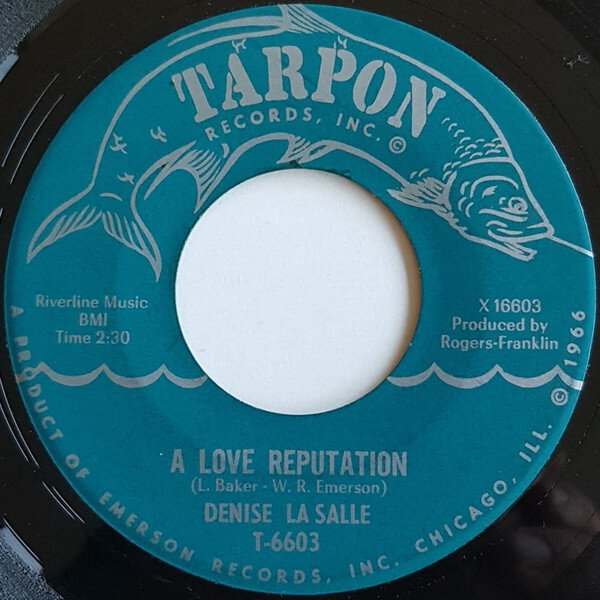 TARPON
RECORDS, INC. ©
Riverline Music
BMI
Time 2:30
X 16603
Produced by
Rogers-Franklin
A LOVE REPUTATION
(L. Baker - W. R. Emerson)
DENISE LA SALLE
T-6603
A PRODUCT OF EMERSON RECORDS, INC. CHICAGO, ILL. © 1966